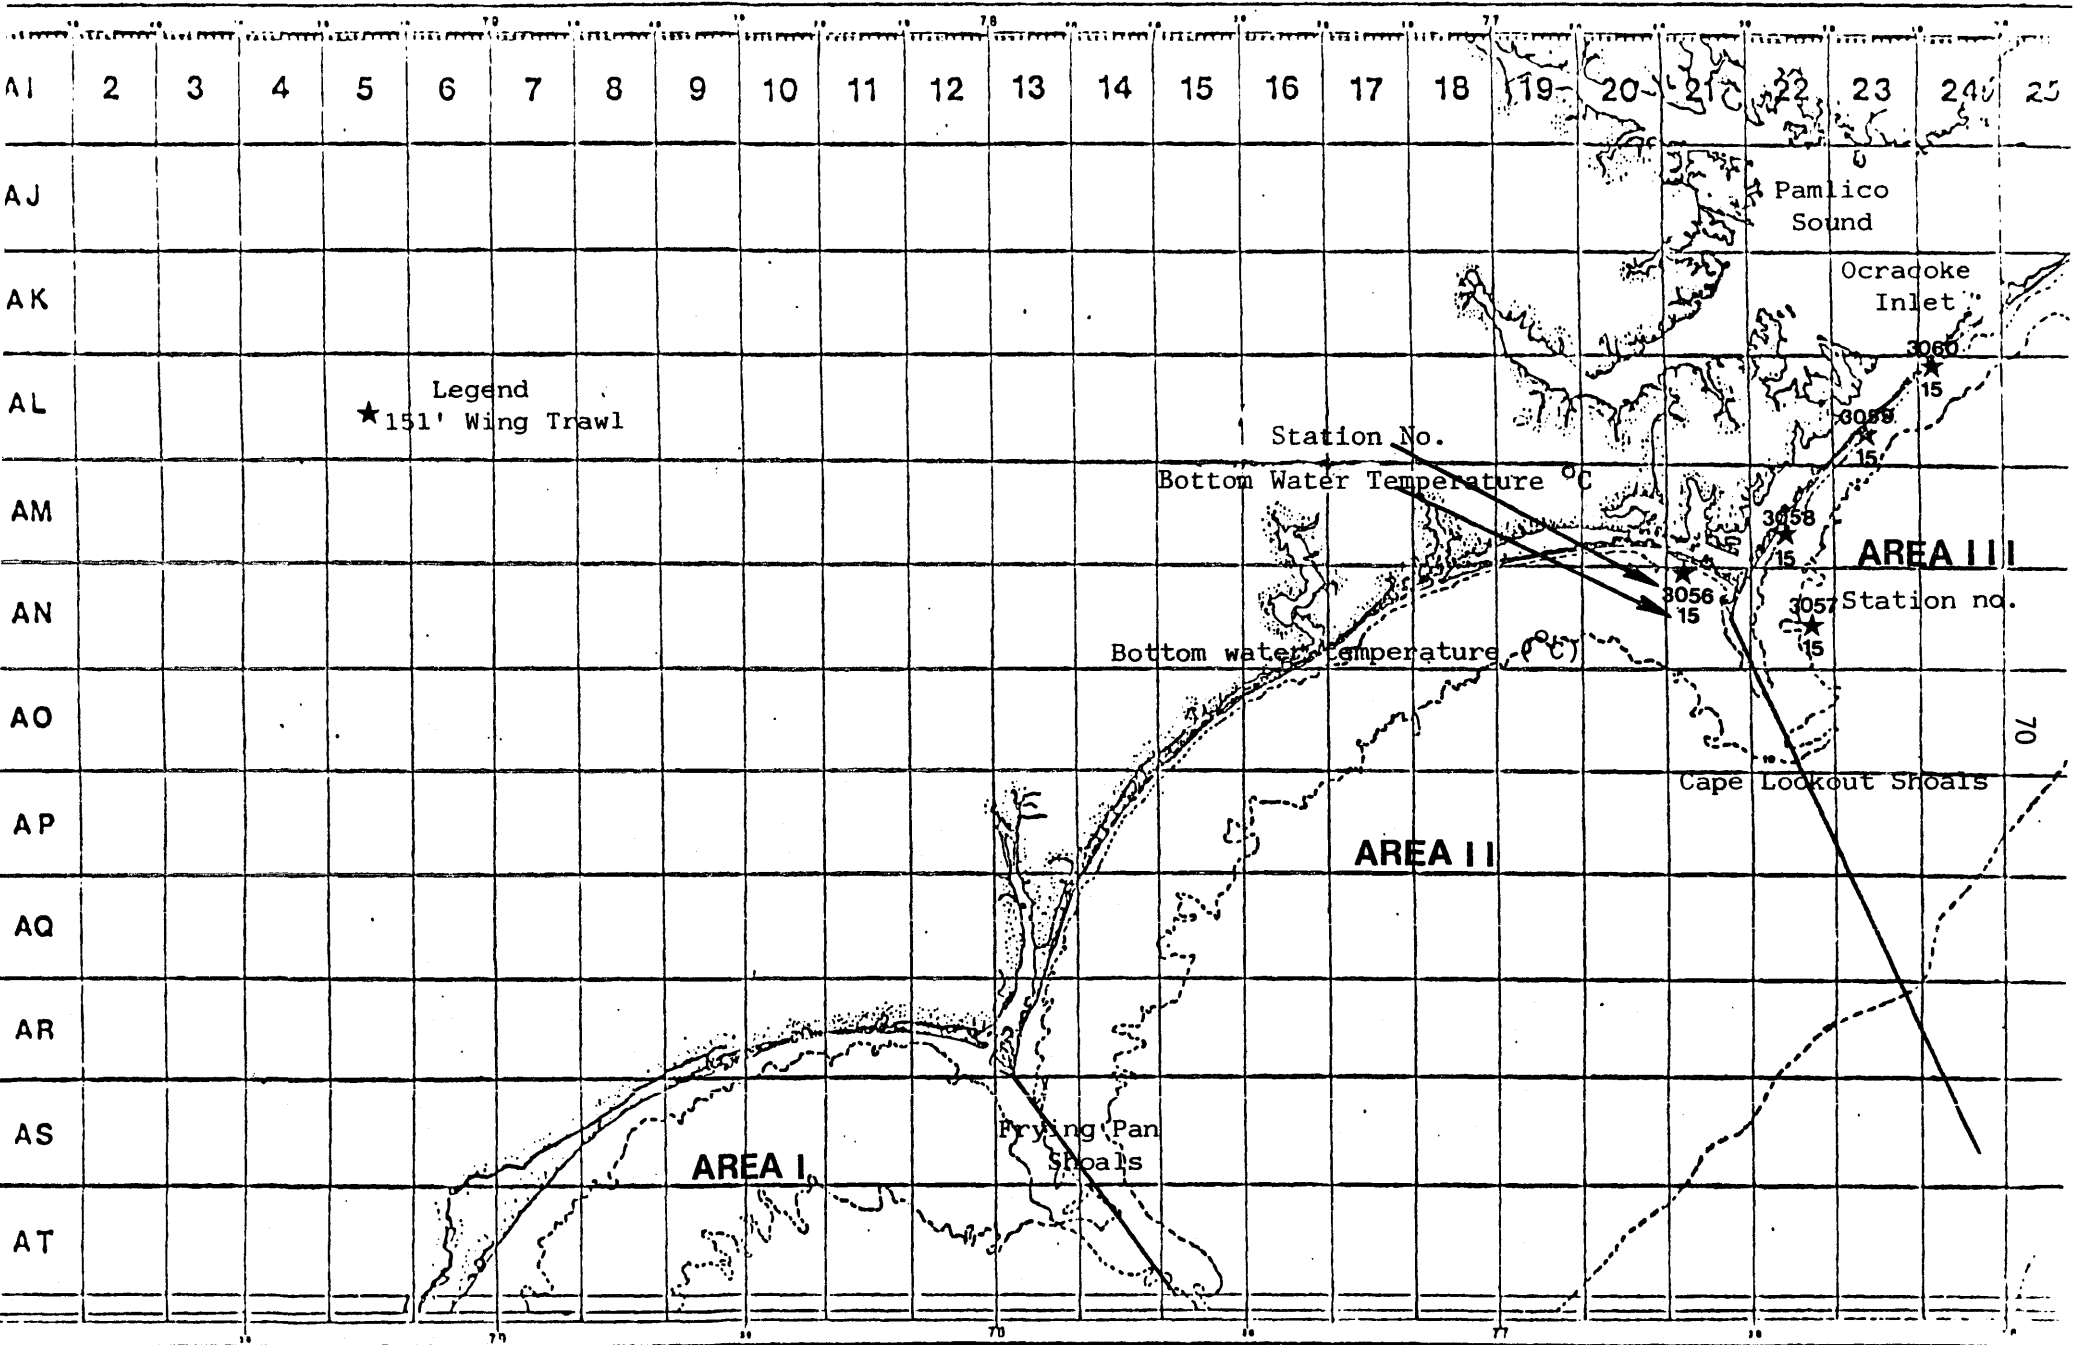 AI 2 3 4 5 6 7 8 9 10 11 12 13 14 15 16 17 18 19 20 21 22 23 24 25
AJ
Pamlico
Sound
AK
Ocracoke
Inlet
3060
15
AL
Legend
★ 151' Wing Trawl
3059
15
Station No.
Bottom Water Temperature °C
AM
3058
15
AREA III
AN
3056
15
3057
15
Station no.
Bottom water temperature (°C)
AO
70
Cape Lookout Shoals
AP
AREA II
AQ
AR
AS
Frying Pan
Shoals
AREA I
AT